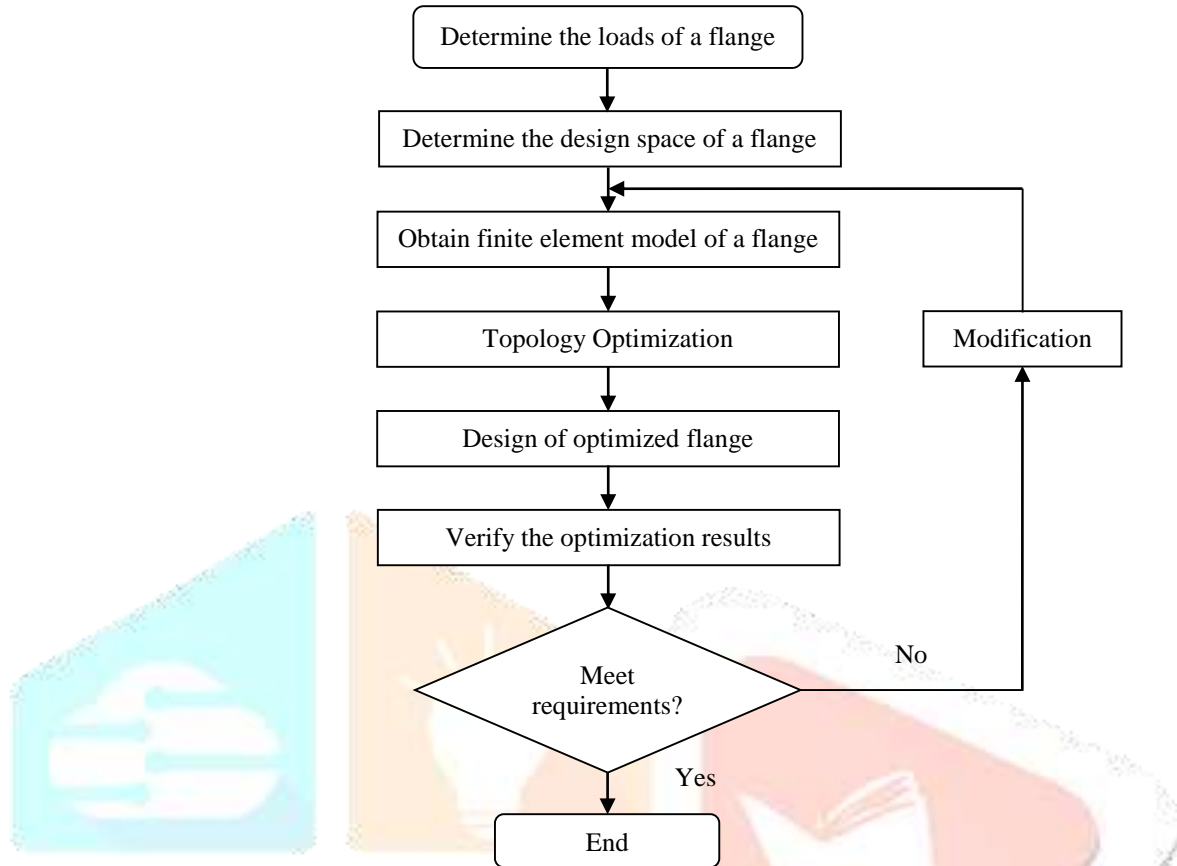 Determine the loads of a flange
Determine the design space of a flange
Obtain finite element model of a flange
Topology Optimization
Modification
Design of optimized flange
Verify the optimization results
No
Meet
requirements?
Yes
End